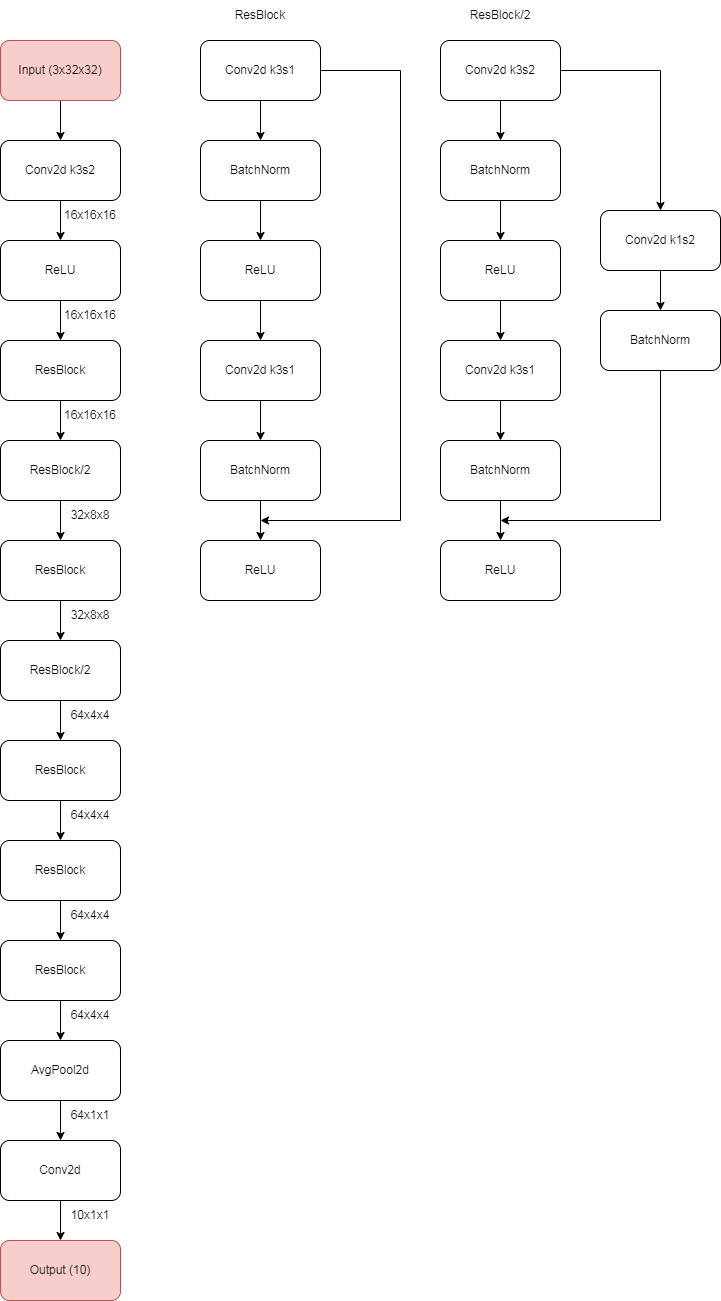 Input (3x32x32)
Conv2d k3s2
16x16x16
ReLU
16x16x16
ResBlock
16x16x16
ResBlock/2
32x8x8
ResBlock
32x8x8
ResBlock/2
64x4x4
ResBlock
64x4x4
ResBlock
64x4x4
ResBlock
64x4x4
AvgPool2d
64x1x1
Conv2d
10x1x1
Output (10)
ResBlock
Conv2d k3s1
BatchNorm
ReLU
Conv2d k3s1
BatchNorm
ReLU
ResBlock/2
Conv2d k3s2
BatchNorm
ReLU
Conv2d k3s1
BatchNorm
ReLU
Conv2d k1s2
BatchNorm